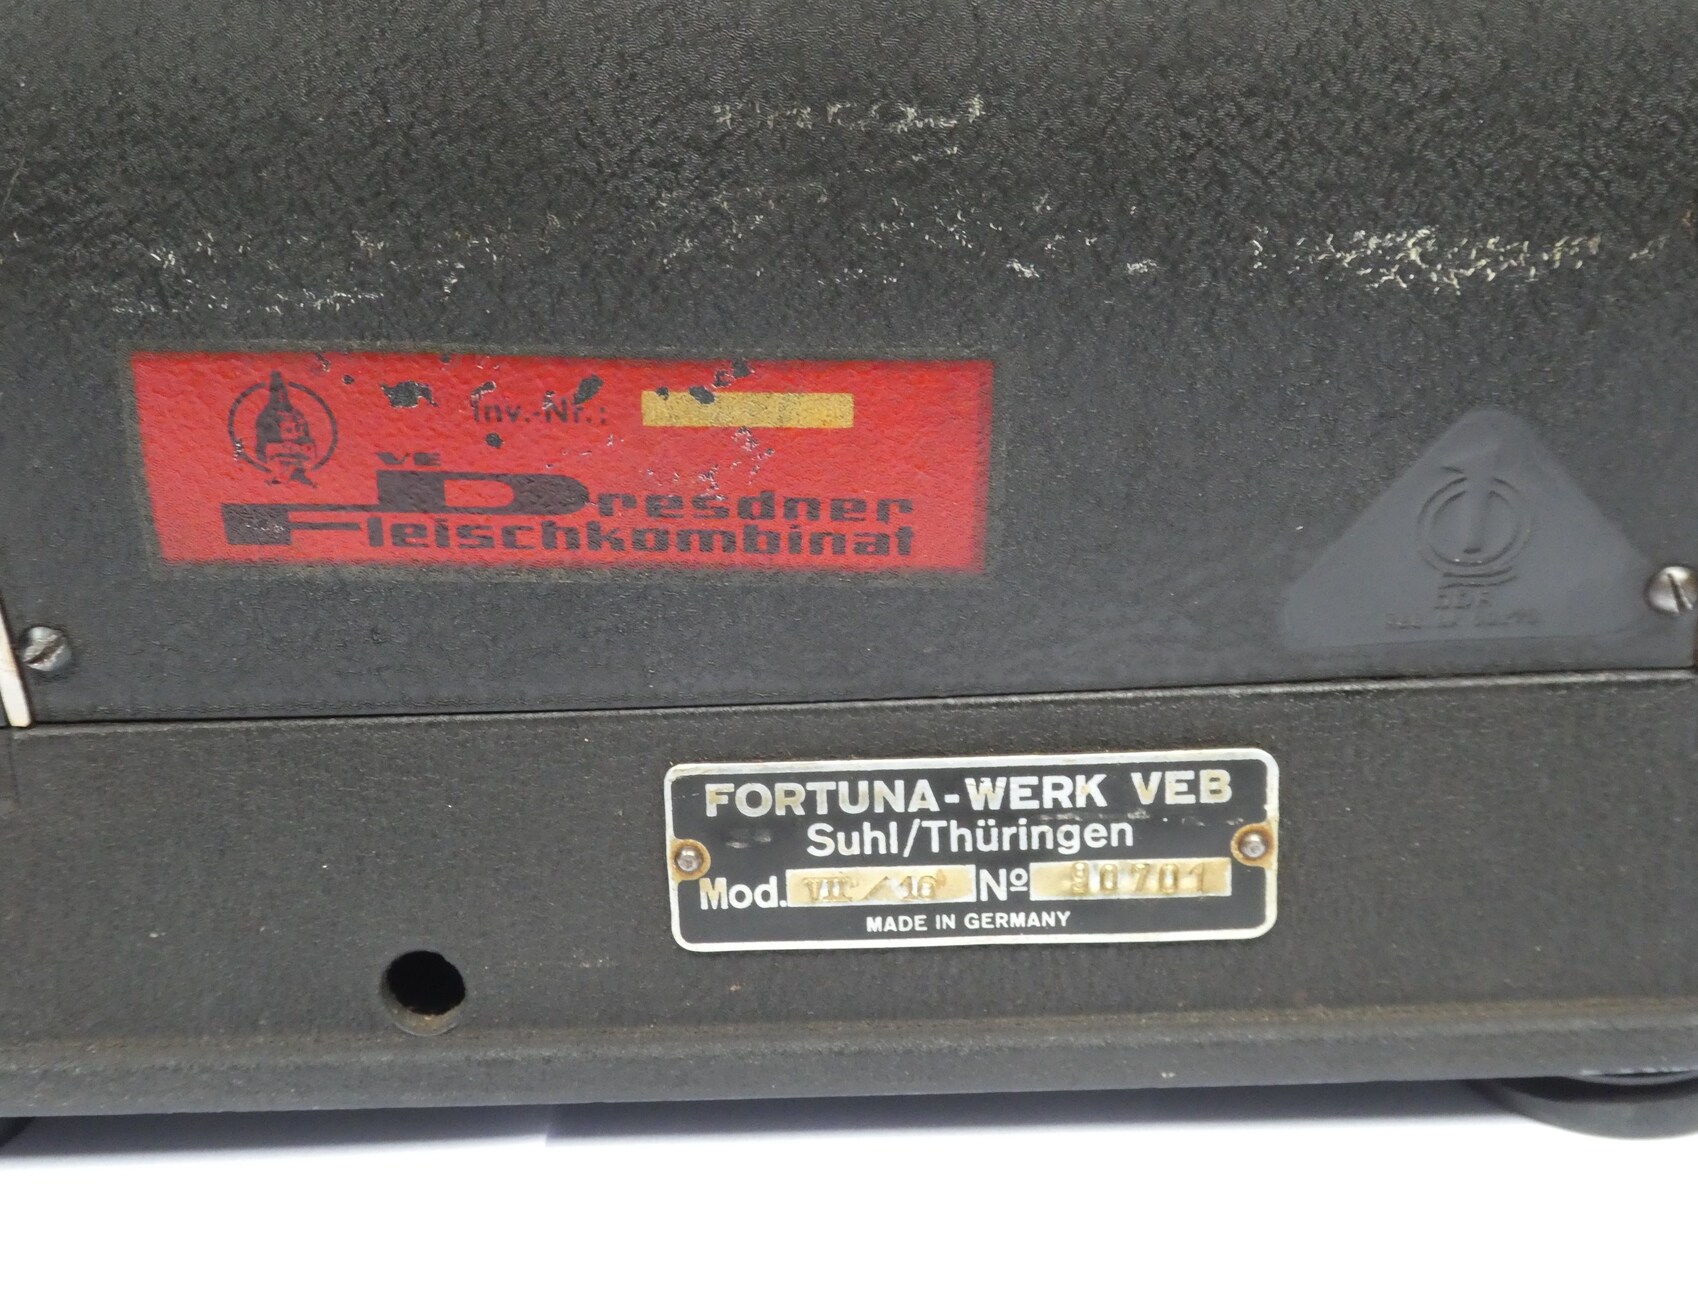 Inv.-Nr.:
VE
Dresdner
Fleischkombinat
1
DDR
FORTUNA-WERK VEB
Suhl/Thüringen
Mod. VII/16 Nº 90701
MADE IN GERMANY